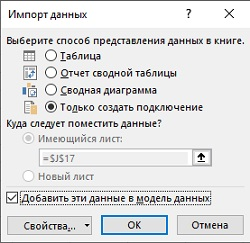 Импорт данных
Выберите способ представления данных в книге.
Таблица
Отчет сводной таблицы
Сводная диаграмма
Только создать подключение
Куда следует поместить данные?
Имеющийся лист:
=$J$17
Новый лист
Добавить эти данные в модель данных
Свойства... ОК Отмена